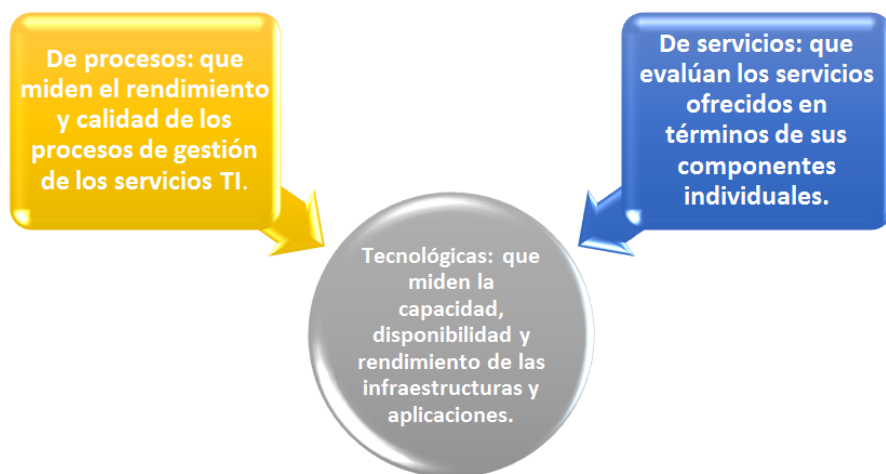 De procesos: que
miden el rendimiento
y calidad de los
procesos de gestión
de los servicios TI.
De servicios: que
evalúan los servicios
ofrecidos en
términos de sus
componentes
individuales.
Tecnológicas: que
miden la
capacidad,
disponibilidad y
rendimiento de las
infraestructuras y
aplicaciones.